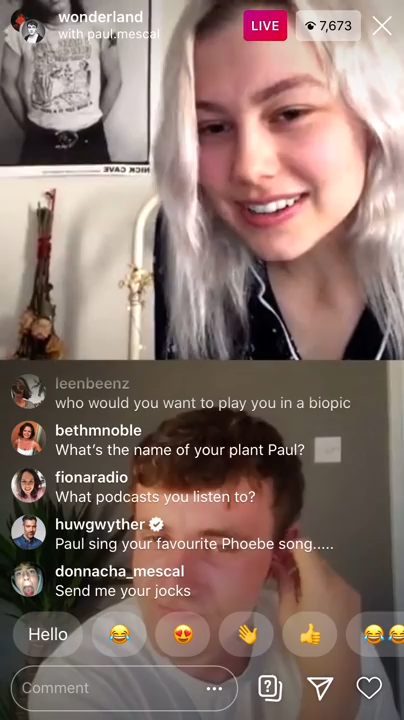 wonderland
with paul.mescal
LIVE
7,673
NICK CAVE
leenbeenz
who would you want to play you in a biopic
bethmnoble
What's the name of your plant Paul?
fionaradio
What podcasts you listen to?
huwgwyther
Paul sing your favourite Phoebe song.....
donnacha_mescal
Send me your jocks
Hello
Comment